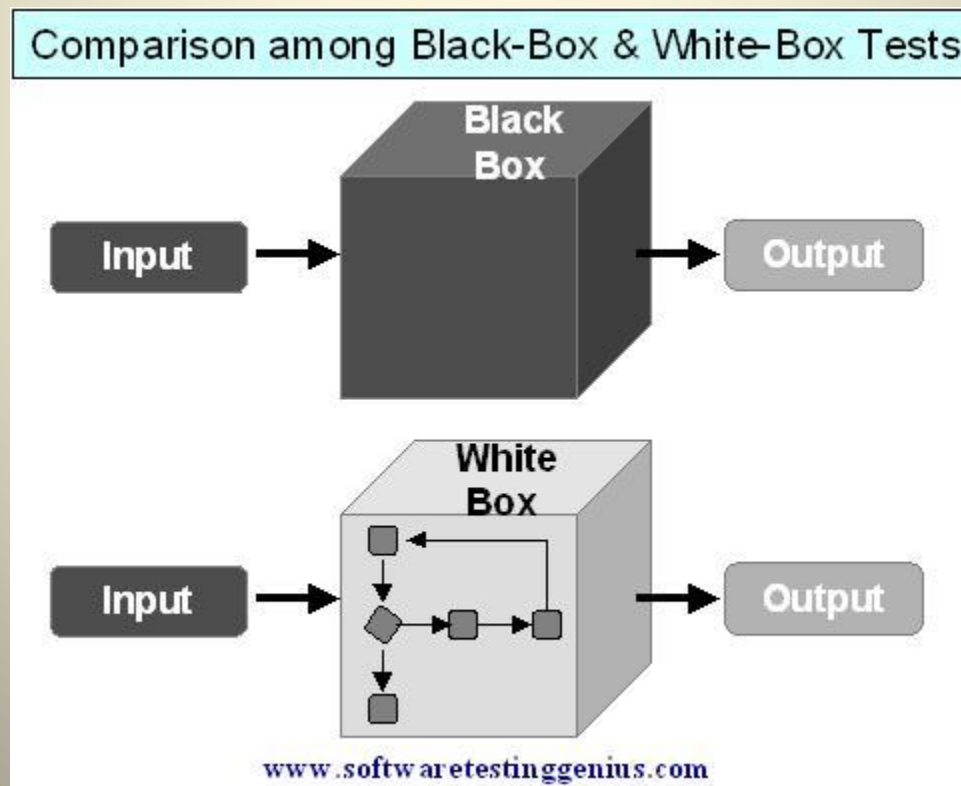 Comparison among Black-Box & White-Box Tests
Black
Box
Input
Output
White
Box
Input
Output
www.softwaretestinggenius.com